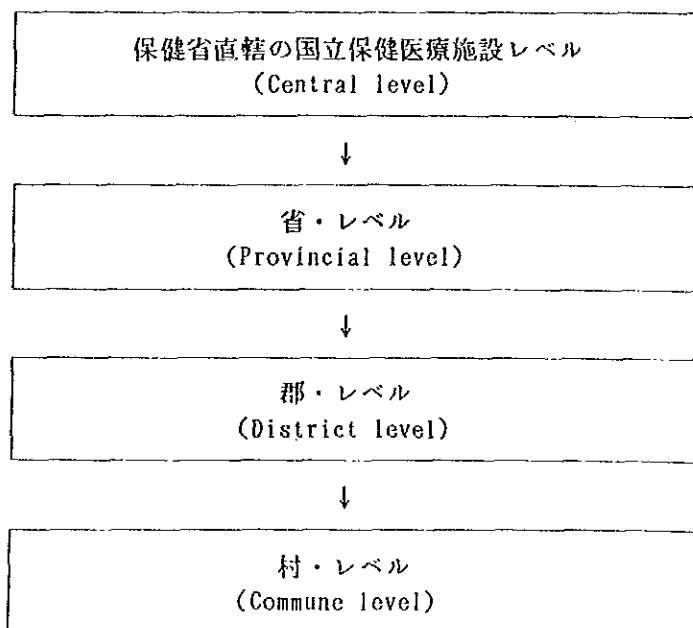 保健省直轄の国立保健医療施設レベル
(Central level)
↓
省・レベル
(Provincial level)
↓
郡・レベル
(District level)
↓
村・レベル
(Commune level)